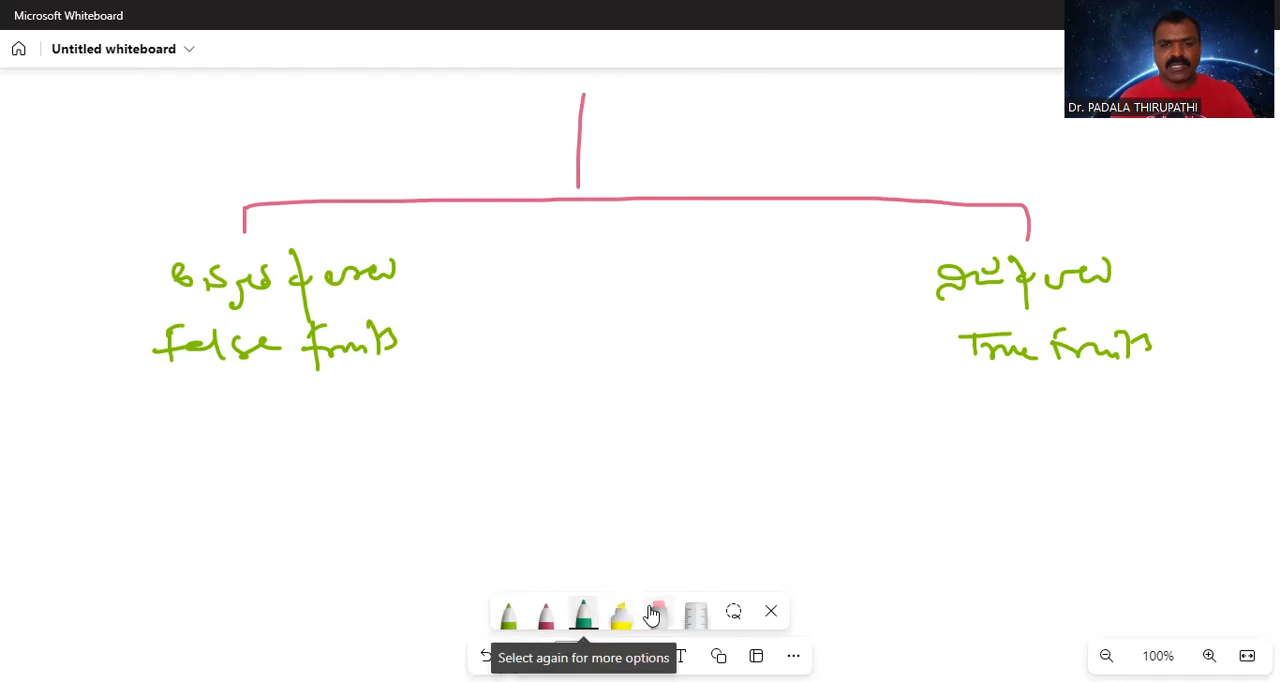 Microsoft Whiteboard
Untitled whiteboard
Dr. PADALA THIRUPATHI
False fruits
True Fruits
Select again for more options
T
100%